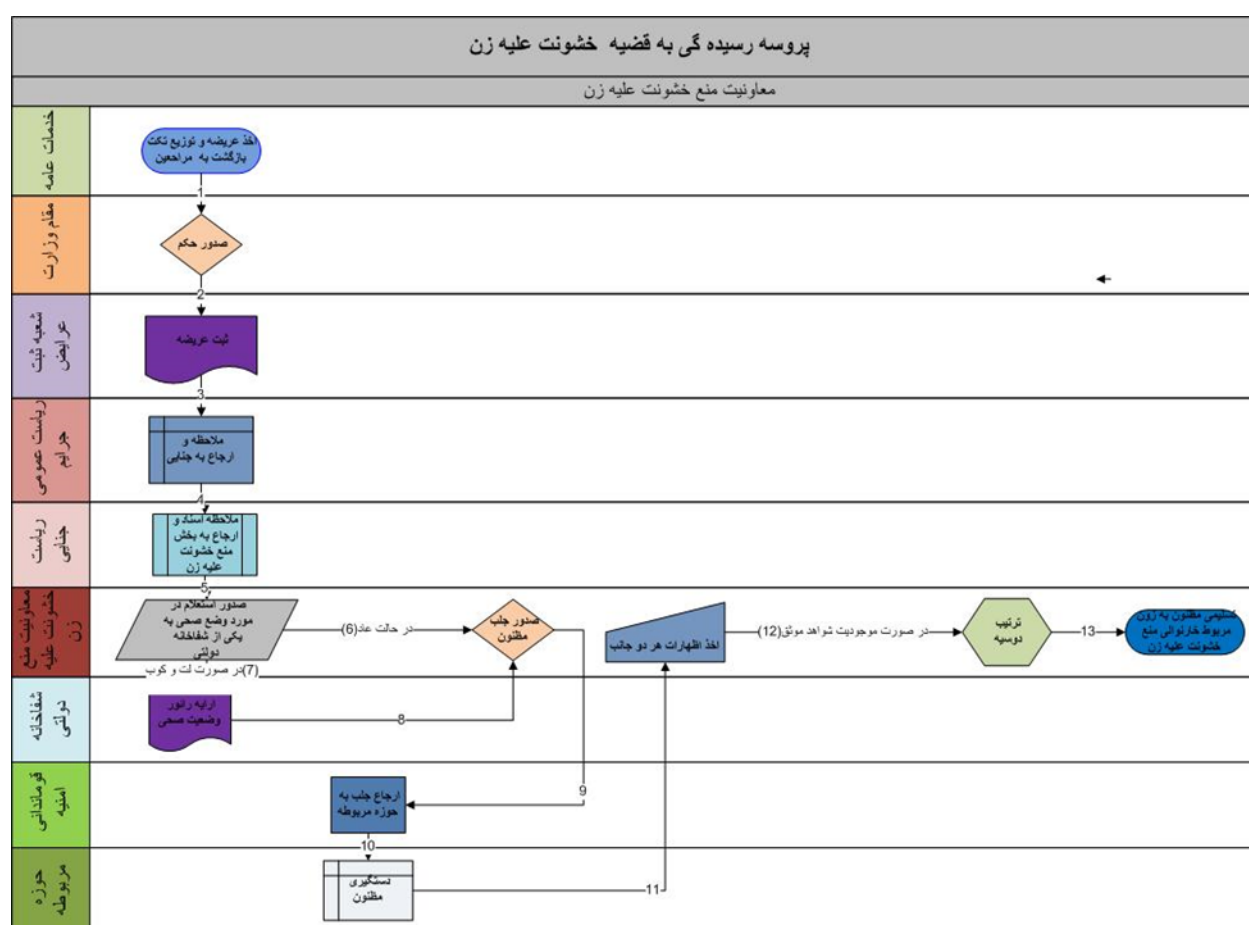 پروسه رسیده گی به قضیه خشونت علیه زن
معاونیت منع خشونت علیه زن
خدمات عامه
اخذ عریضه و توزیع تکت
بازگشت به مراجعین
1
مقام وزارت
صدور حکم
2
شعبه ثبت
عرایض
ثبت عریضه
3
ریاست عمومی
جرایم
ملاحظه و
ارجاع به جنایی
4
ریاست
جنایی
ملاحظه اسناد و
ارجاع به بخش
منع خشونت
علیه زن
5
معاونیت منع
خشونت علیه
زن
صدور استعلام در
مورد وضع صحی به
یکی از شفاخانه
دولتی
در حالت عاد(6)
صدور جلب
مظنون
اخذ اظهارات هر دو جانب
در صورت موجودیت شواهد موثق(12)
ترتیب
دوسیه
13
تسلیمی مظنون به زون
مربوط خارنوالی منع
خشونت علیه زن
(7)در صورت لت و کوب
شفاخانه
دولتی
ارایه راپور
وضعیت صحی
8
قوماندانی
امنیه
ارجاع جلب به
حوزه مربوطه
9
10
حوزه
مربوطه
دستگیری
مظنون
11